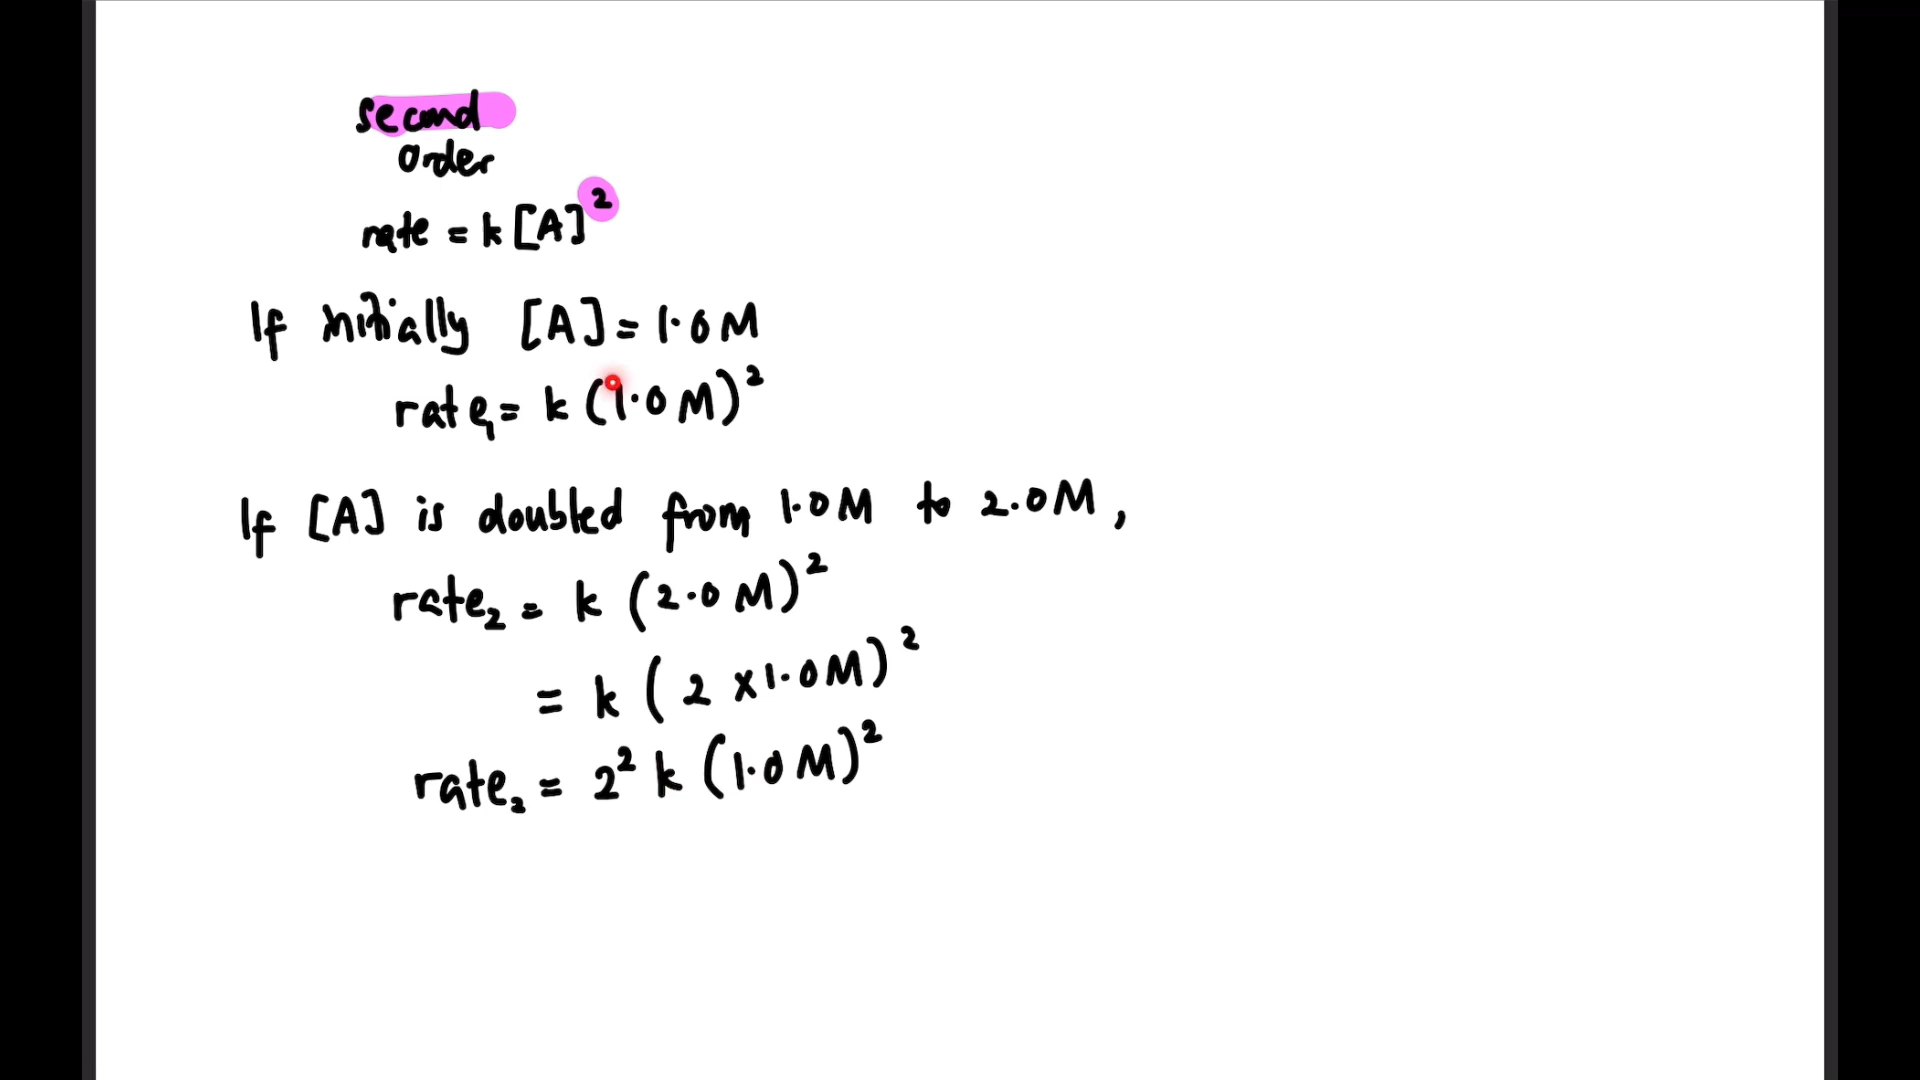 second
order
rate = k [A]²
If initially [A] = 1.0 M
rate₁ = k (1.0 M)²
If [A] is doubled from 1.0 M to 2.0 M,
rate₂ = k (2.0 M)²
= k ( 2 x 1.0 M)²
rate₂ = 2² k (1.0 M)²